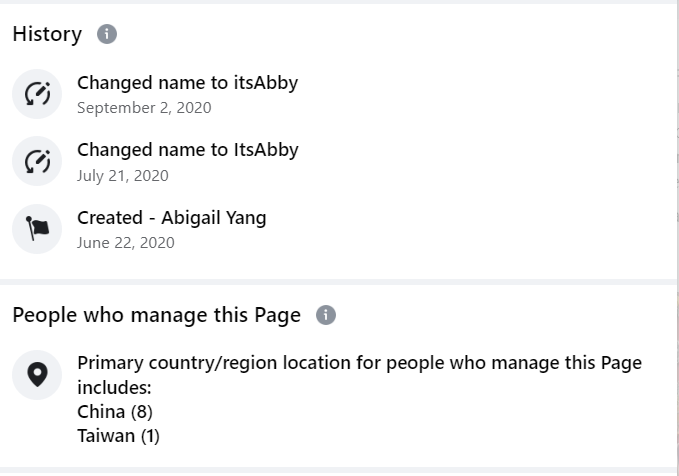 History
Changed name to itsAbby
September 2, 2020
Changed name to ItsAbby
July 21, 2020
Created - Abigail Yang
June 22, 2020
People who manage this Page
Primary country/region location for people who manage this Page
includes:
China (8)
Taiwan (1)